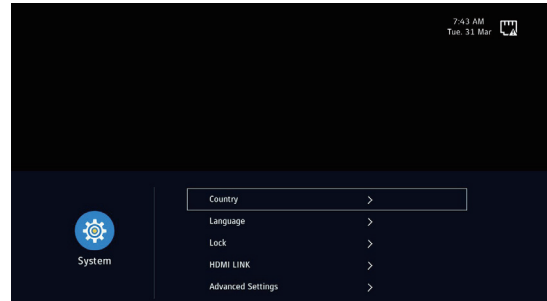 7:43 AM
Tue. 31 Mar
Country
Language
Lock
System
HDMI LINK
Advanced Settings